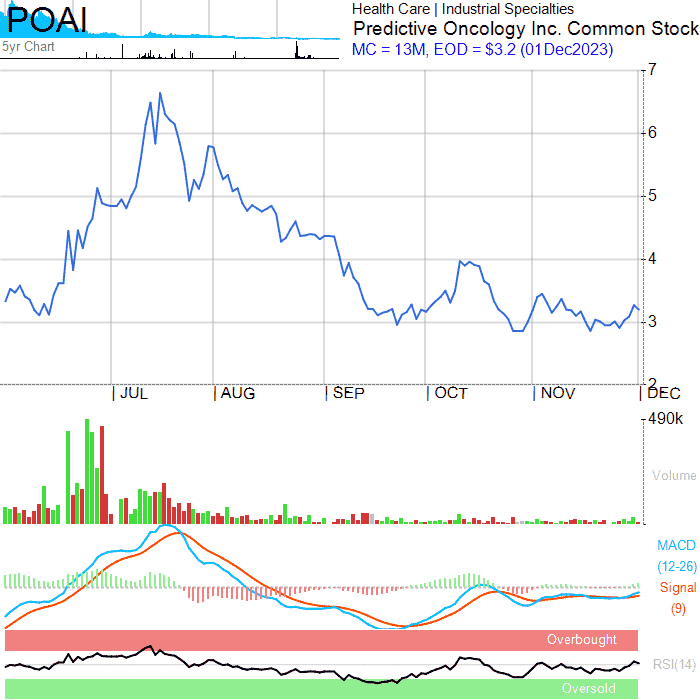 POAI
5yr Chart
Health Care | Industrial Specialties
Predictive Oncology Inc. Common Stock
MC = 13M, EOD = $3.2 (01Dec2023)
7
6
5
4
3
2
JUL AUG SEP OCT NOV DEC
490k
Volume
MACD
(12-26)
Signal
(9)
Overbought
RSI(14)
Oversold